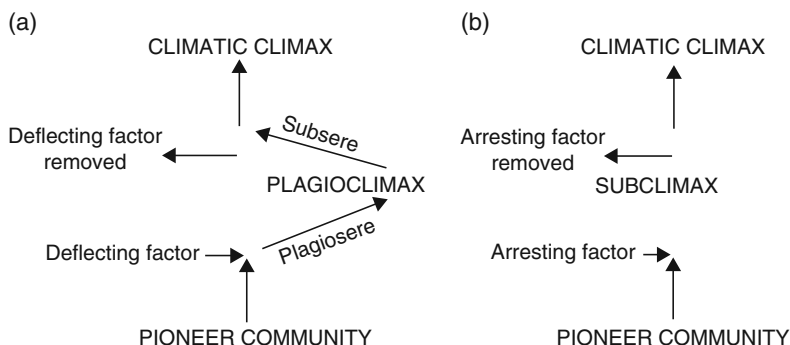 (a)
CLIMATIC CLIMAX
Deflecting factor
removed
Subsere
PLAGIOCLIMAX
Plagiosere
Deflecting factor
PIONEER COMMUNITY
(b)
CLIMATIC CLIMAX
Arresting factor
removed
SUBCLIMAX
Arresting factor
PIONEER COMMUNITY